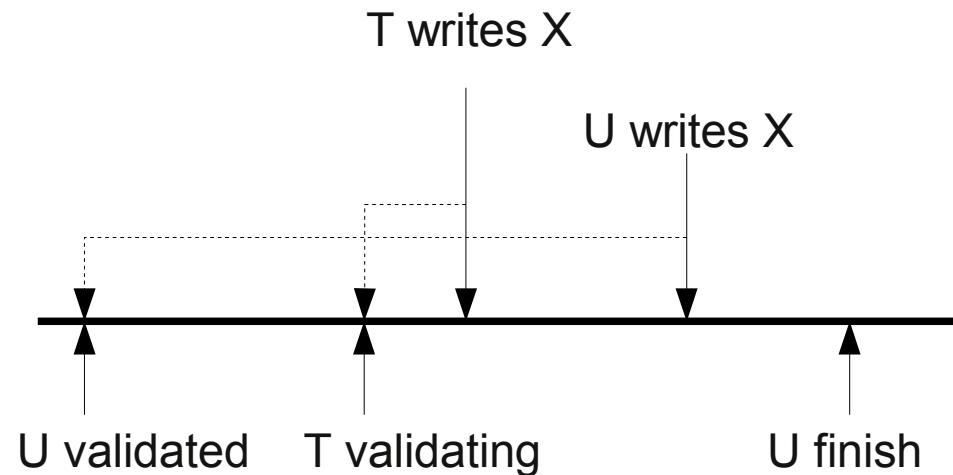 T writes X
U writes X
U validated
T validating
U finish